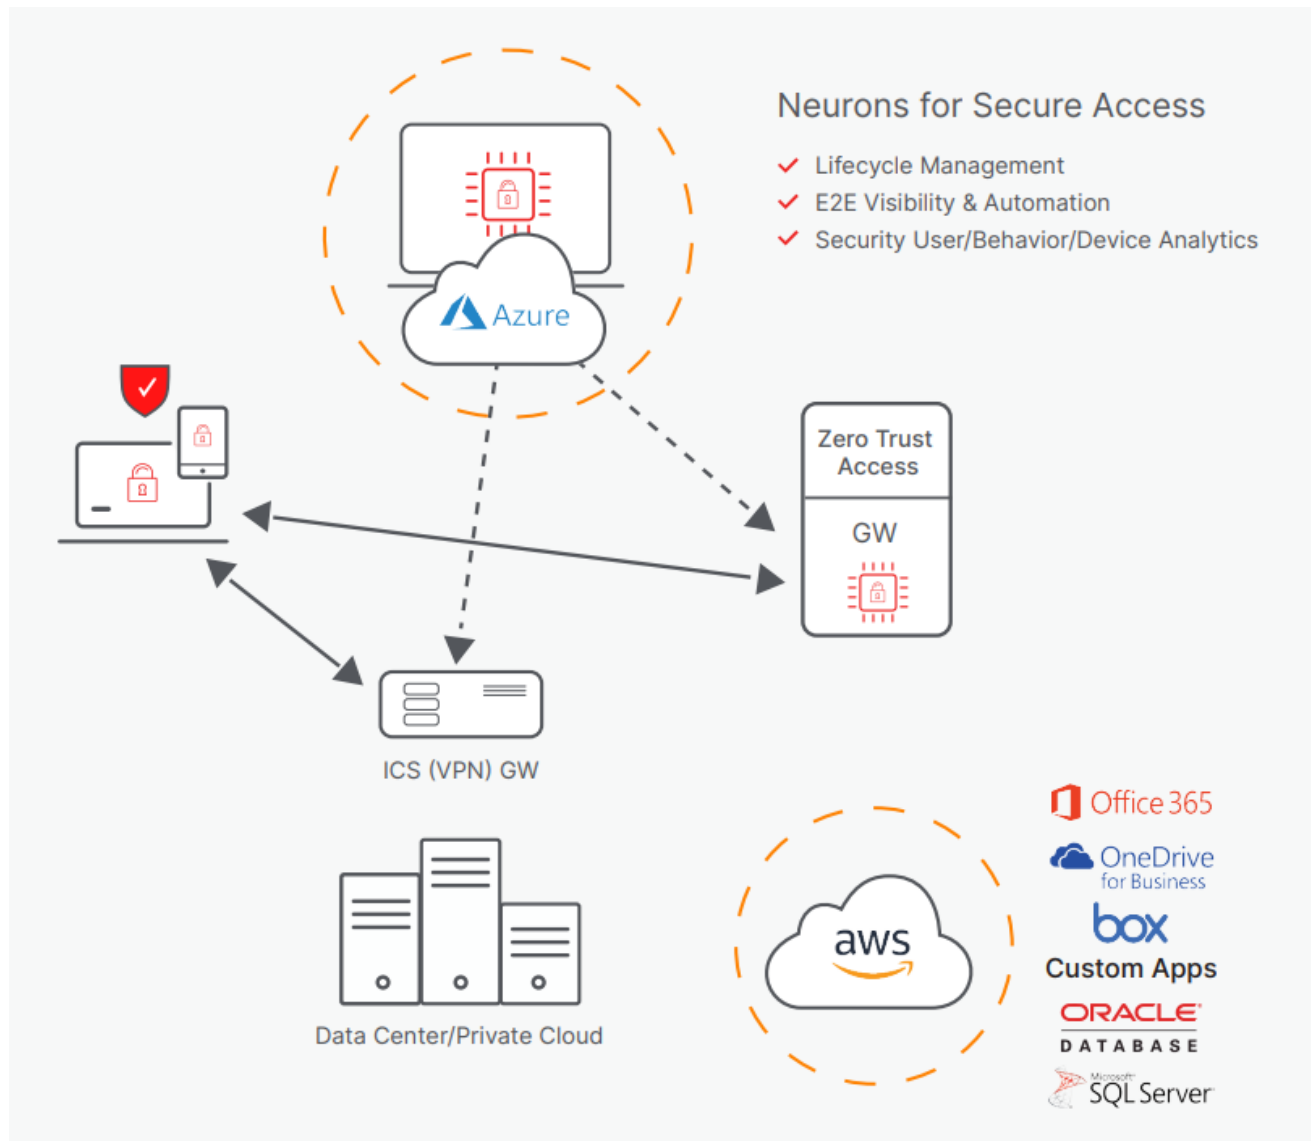 Neurons for Secure Access
Lifecycle Management
E2E Visibility & Automation
Security User/Behavior/Device Analytics
Azure
Zero Trust
Access
GW
ICS (VPN) GW
Data Center/Private Cloud
aws
Office 365
OneDrive
for Business
box
Custom Apps
ORACLE
DATABASE
Microsoft
SQL Server